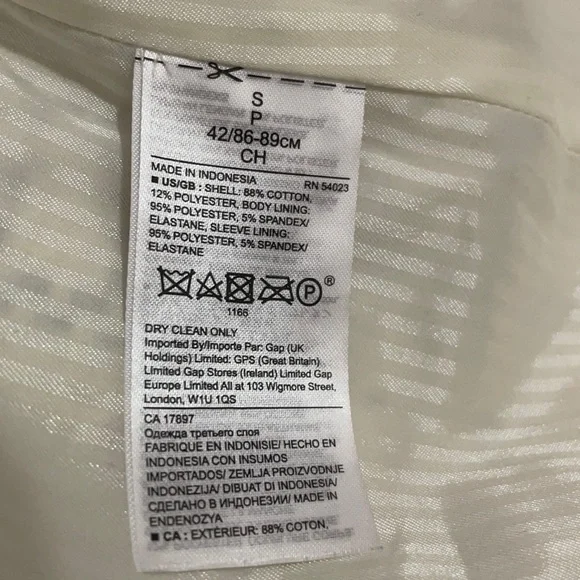 S
P
42/86-89CM
CH
MADE IN INDONESIA RN 54023
■ US/GB : SHELL: 88% COTTON,
12% POLYESTER, BODY LINING:
95% POLYESTER, 5% SPANDEX/
ELASTANE, SLEEVE LINING:
95% POLYESTER, 5% SPANDEX/
ELASTANE
P ®
1166
DRY CLEAN ONLY
Imported By/Importe Par: Gap (UK
Holdings) Limited: GPS (Great Britain)
Limited Gap Stores (Ireland) Limited Gap
Europe Limited All at 103 Wigmore Street,
London, W1U 1QS
CA 17897
Одежда третьего слоя
FABRIQUE EN INDONISIE/ HECHO EN
INDONESIA CON INSUMOS
IMPORTADOS/ ZEMLJA PROIZVODNJE
INDONEZIJA/ DIBUAT DI INDONESIA/
СДЕЛАНО В ИНДОНЕЗИИ/ MADE IN
ENDENOZYA
■ CA : EXTÉRIEUR: 88% COTON,